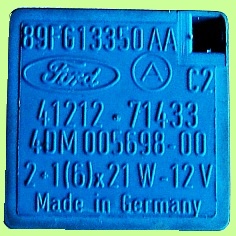 89FG13350AA
Ford A C2
41212-71433
4DM 005698-00
2+1(6)x21W-12V
Made in Germany